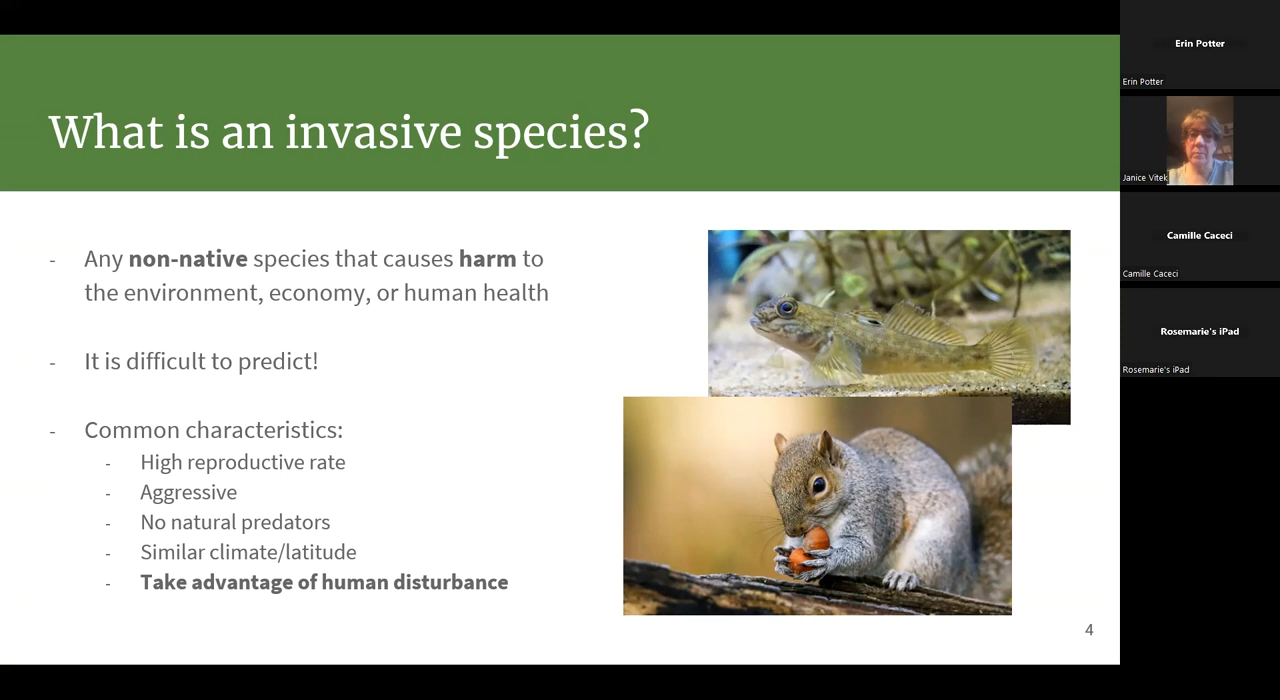 What is an invasive species?
- Any non-native species that causes harm to
the environment, economy, or human health
- It is difficult to predict!
- Common characteristics:
- High reproductive rate
- Aggressive
- No natural predators
- Similar climate/latitude
- Take advantage of human disturbance
4
Erin Potter
Erin Potter
Janice Vitek
Camille Caceci
Camille Caceci
Rosemarie's iPad
Rosemarie's iPad